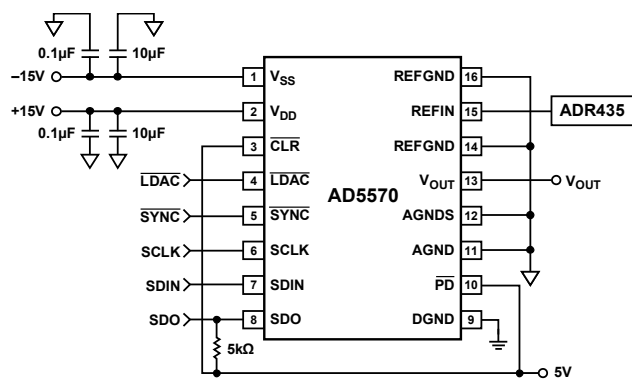 0.1µF 10µF
–15V
+15V
0.1µF 10µF
LDAC
SYNC
SCLK
SDIN
SDO
5kΩ
1 VSS
2 VDD
3 CLR
4 LDAC
5 SYNC
6 SCLK
7 SDIN
8 SDO
AD5570
REFGND 16
REFIN 15
REFGND 14
VOUT 13
AGNDS 12
AGND 11
PD 10
DGND 9
ADR435
VOUT
5V